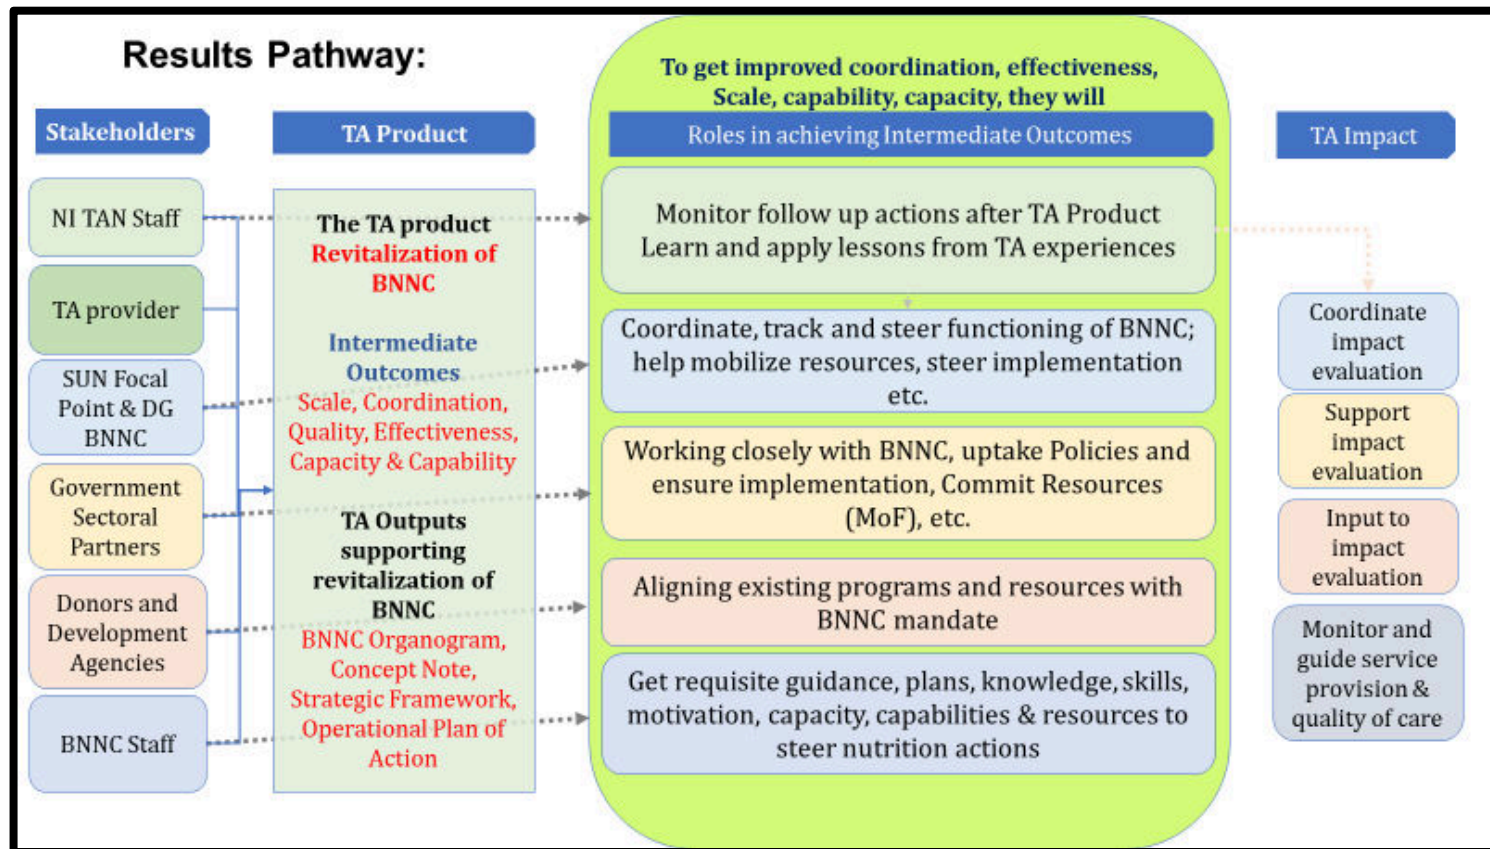 Results Pathway:
To get improved coordination, effectiveness,
Scale, capability, capacity, they will
Stakeholders
TA Product
Roles in achieving Intermediate Outcomes
TA Impact
NI TAN Staff
TA provider
SUN Focal
Point & DG
BNNC
Government
Sectoral
Partners
Donors and
Development
Agencies
BNNC Staff
The TA product
Revitalization of
BNNC
Intermediate
Outcomes
Scale, Coordination,
Quality, Effectiveness,
Capacity & Capability
TA Outputs
supporting
revitalization of
BNNC
BNNC Organogram,
Concept Note,
Strategic Framework,
Operational Plan of
Action
Monitor follow up actions after TA Product
Learn and apply lessons from TA experiences
Coordinate, track and steer functioning of BNNC;
help mobilize resources, steer implementation
etc.
Working closely with BNNC, uptake Policies and
ensure implementation, Commit Resources
(MoF), etc.
Aligning existing programs and resources with
BNNC mandate
Get requisite guidance, plans, knowledge, skills,
motivation, capacity, capabilities & resources to
steer nutrition actions
Coordinate
impact
evaluation
Support
impact
evaluation
Input to
impact
evaluation
Monitor and
guide service
provision &
quality of care